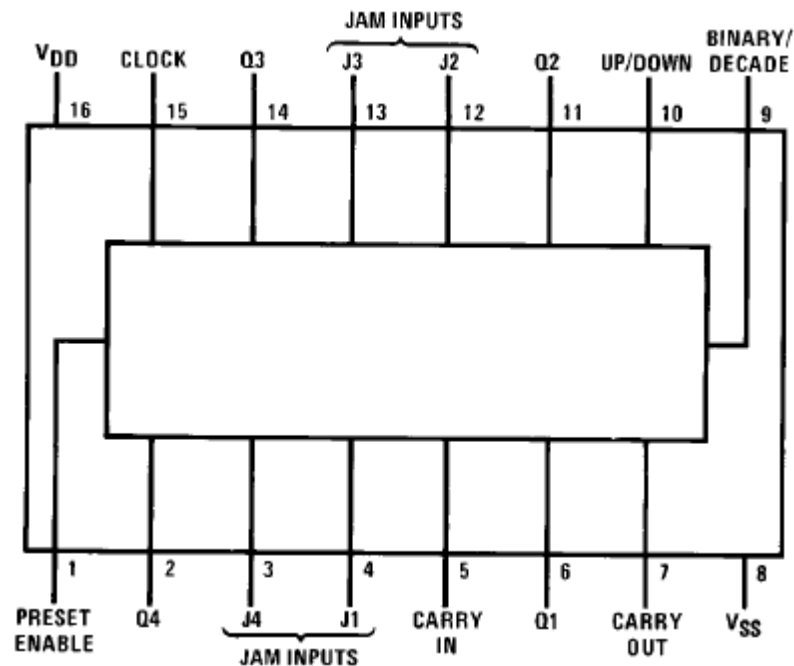 JAM INPUTS
VDD CLOCK Q3 J3 J2 Q2 UP/DOWN BINARY/
DECADE
16 15 14 13 12 11 10 9
1 2 3 4 5 6 7 8
PRESET
ENABLE Q4 J4 J1 CARRY
IN Q1 CARRY
OUT VSS
JAM INPUTS